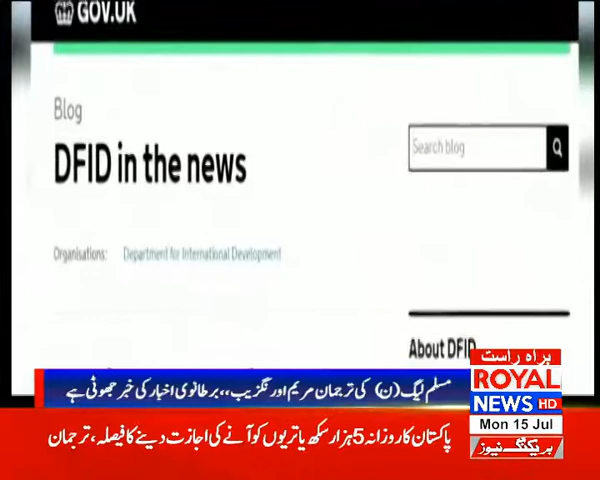 GOV.UK
Blog
DFID in the news
Search blog
Organisations: Department for International Development
About DFID
براہ راست
مسلم لیگ (ن) کی ترجمان مریم اورنگزیب،، برطانوی اخبار کی خبر جھوٹی ہے
ROYAL
NEWS HD
Mon 15 Jul
پاکستان کا روزانہ 5 ہزار سکھ یاتریوں کو آنے کی اجازت دینے کا فیصلہ، ترجمان
بریکنگ نیوز